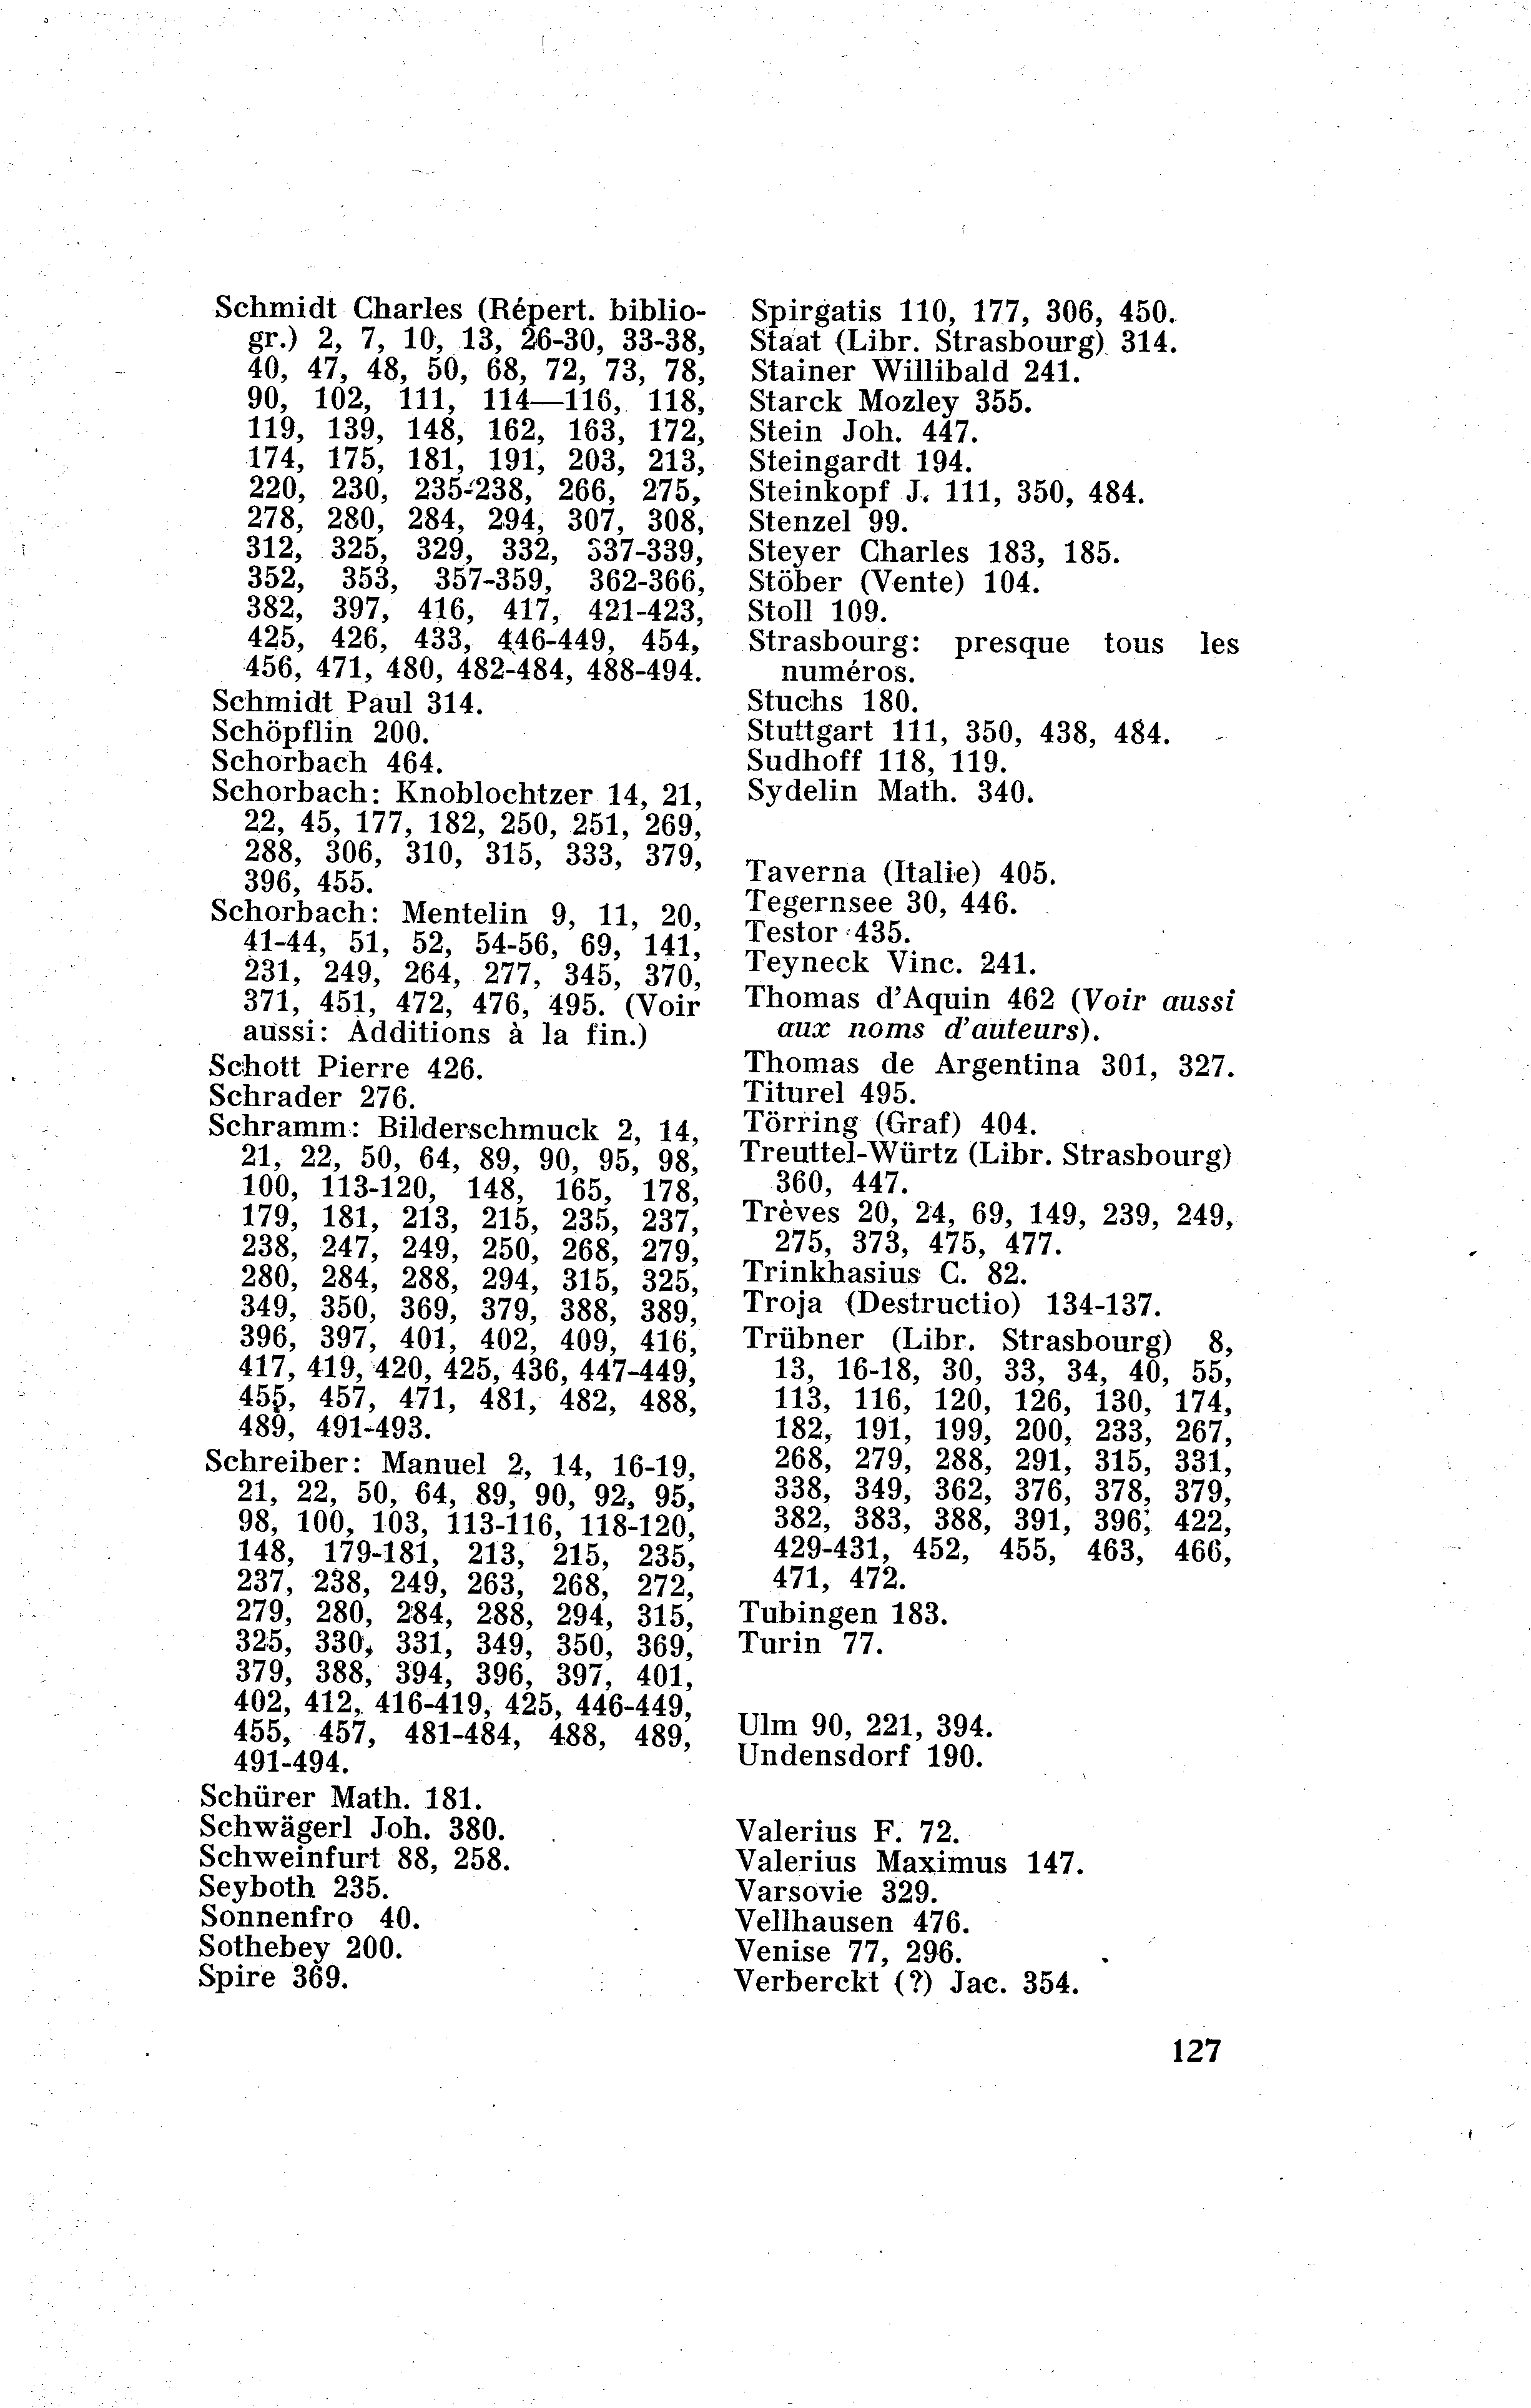 Schmidt Charles (Répert. biblio-
gr.) 2, 7, 10, 13, 26-30, 33-38,
40, 47, 48, 50, 68, 72, 73, 78,
90, 102, 111, 114—116, 118,
119, 139, 148, 162, 163, 172,
174, 175, 181, 191, 203, 213,
220, 230, 235-238, 266, 275,
278, 280, 284, 294, 307, 308,
312, 325, 329, 332, 337-339,
352, 353, 357-359, 362-366,
382, 397, 416, 417, 421-423,
425, 426, 433, 446-449, 454,
456, 471, 480, 482-484, 488-494.
Schmidt Paul 314.
Schöpflin 200.
Schorbach 464.
Schorbach: Knoblochtzer 14, 21,
22, 45, 177, 182, 250, 251, 269,
288, 306, 310, 315, 333, 379,
396, 455.
Schorbach: Mentelin 9, 11, 20,
41-44, 51, 52, 54-56, 69, 141,
231, 249, 264, 277, 345, 370,
371, 451, 472, 476, 495. (Voir
aussi: Additions à la fin.)
Schott Pierre 426.
Schrader 276.
Schramm: Bilderschmuck 2, 14,
21, 22, 50, 64, 89, 90, 95, 98,
100, 113-120, 148, 165, 178,
179, 181, 213, 215, 235, 237,
238, 247, 249, 250, 268, 279,
280, 284, 288, 294, 315, 325,
349, 350, 369, 379, 388, 389,
396, 397, 401, 402, 409, 416,
417, 419, 420, 425, 436, 447-449,
455, 457, 471, 481, 482, 488,
489, 491-493.
Schreiber: Manuel 2, 14, 16-19,
21, 22, 50, 64, 89, 90, 92, 95,
98, 100, 103, 113-116, 118-120,
148, 179-181, 213, 215, 235,
237, 238, 249, 263, 268, 272,
279, 280, 284, 288, 294, 315,
325, 330, 331, 349, 350, 369,
379, 388, 394, 396, 397, 401,
402, 412, 416-419, 425, 446-449,
455, 457, 481-484, 488, 489,
491-494.
Schürer Math. 181.
Schwägerl Joh. 380.
Schweinfurt 88, 258.
Seyboth 235.
Sonnenfro 40.
Sothebey 200.
Spire 369.
Spirgatis 110, 177, 306, 450.
Staat (Libr. Strasbourg) 314.
Stainer Willibald 241.
Starck Mozley 355.
Stein Joh. 447.
Steingardt 194.
Steinkopf J. 111, 350, 484.
Stenzel 99.
Steyer Charles 183, 185.
Stöber (Vente) 104.
Stoll 109.
Strasbourg: presque tous les
numéros.
Stuchs 180.
Stuttgart 111, 350, 438, 484.
Sudhoff 118, 119.
Sydelin Math. 340.
Taverna (Italie) 405.
Tegernsee 30, 446.
Testor 435.
Teyneck Vinc. 241.
Thomas d'Aquin 462 (Voir aussi
aux noms d'auteurs).
Thomas de Argentina 301, 327.
Titurel 495.
Törring (Graf) 404.
Treuttel-Würtz (Libr. Strasbourg)
360, 447.
Trèves 20, 24, 69, 149, 239, 249,
275, 373, 475, 477.
Trinkhasius C. 82.
Troja (Destructio) 134-137.
Trübner (Libr. Strasbourg) 8,
13, 16-18, 30, 33, 34, 40, 55,
113, 116, 120, 126, 130, 174,
182, 191, 199, 200, 233, 267,
268, 279, 288, 291, 315, 331,
338, 349, 362, 376, 378, 379,
382, 383, 388, 391, 396, 422,
429-431, 452, 455, 463, 466,
471, 472.
Tubingen 183.
Turin 77.
Ulm 90, 221, 394.
Undensdorf 190.
Valerius F. 72.
Valerius Maximus 147.
Varsovie 329.
Vellhausen 476.
Venise 77, 296.
Verberckt (?) Jac. 354.
127